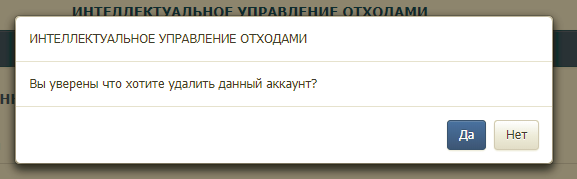 ИНТЕЛЛЕКТУАЛЬНОЕ УПРАВЛЕНИЕ ОТХОДАМИ
ИНТЕЛЛЕКТУАЛЬНОЕ УПРАВЛЕНИЕ ОТХОДАМИ
Вы уверены что хотите удалить данный аккаунт?
Да Нет